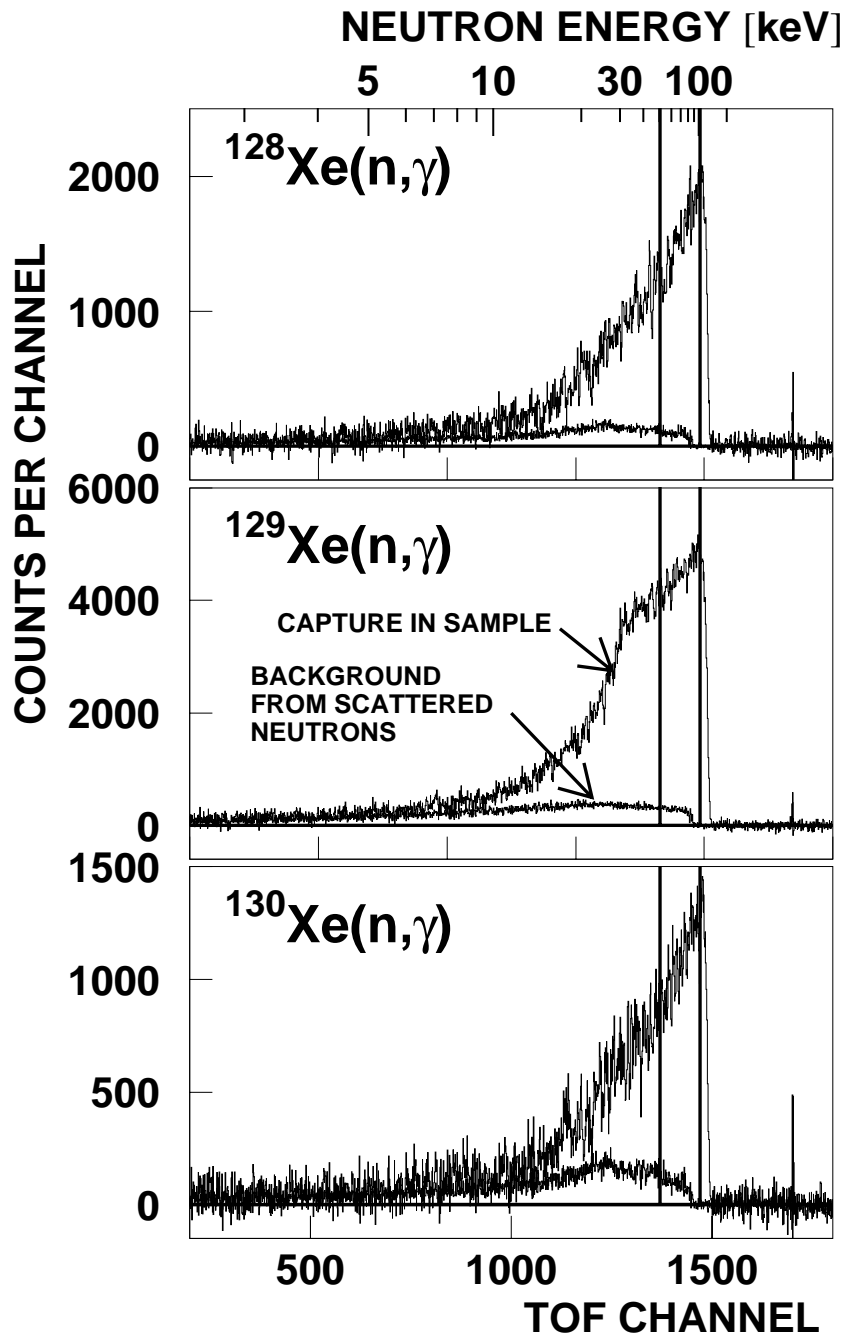 NEUTRON ENERGY [keV]
5 10 30 100
COUNTS PER CHANNEL
¹²⁸Xe(n,γ)
2000
1000
0
6000
¹²⁹Xe(n,γ)
4000
CAPTURE IN SAMPLE
BACKGROUND
FROM SCATTERED
NEUTRONS
2000
0
1500
¹³⁰Xe(n,γ)
1000
500
0
500 1000 1500
TOF CHANNEL